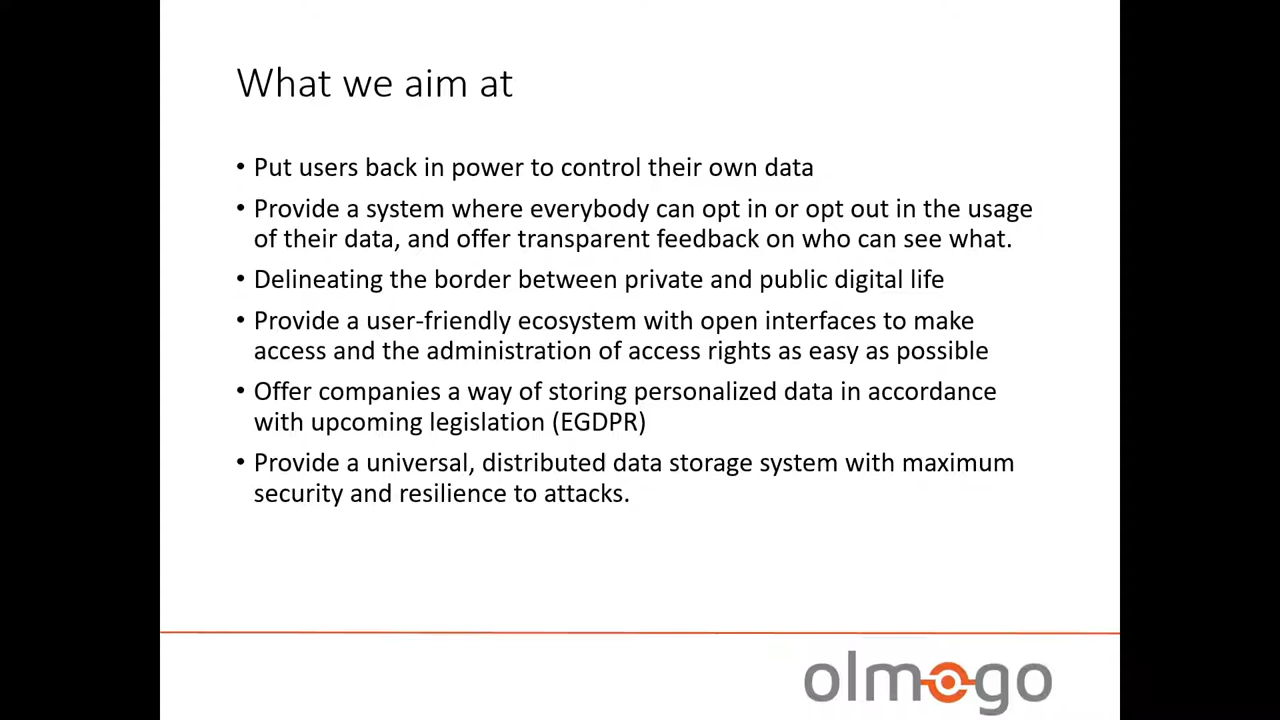 What we aim at
• Put users back in power to control their own data
• Provide a system where everybody can opt in or opt out in the usage
of their data, and offer transparent feedback on who can see what.
• Delineating the border between private and public digital life
• Provide a user-friendly ecosystem with open interfaces to make
access and the administration of access rights as easy as possible
• Offer companies a way of storing personalized data in accordance
with upcoming legislation (EGDPR)
• Provide a universal, distributed data storage system with maximum
security and resilience to attacks.
olmogo